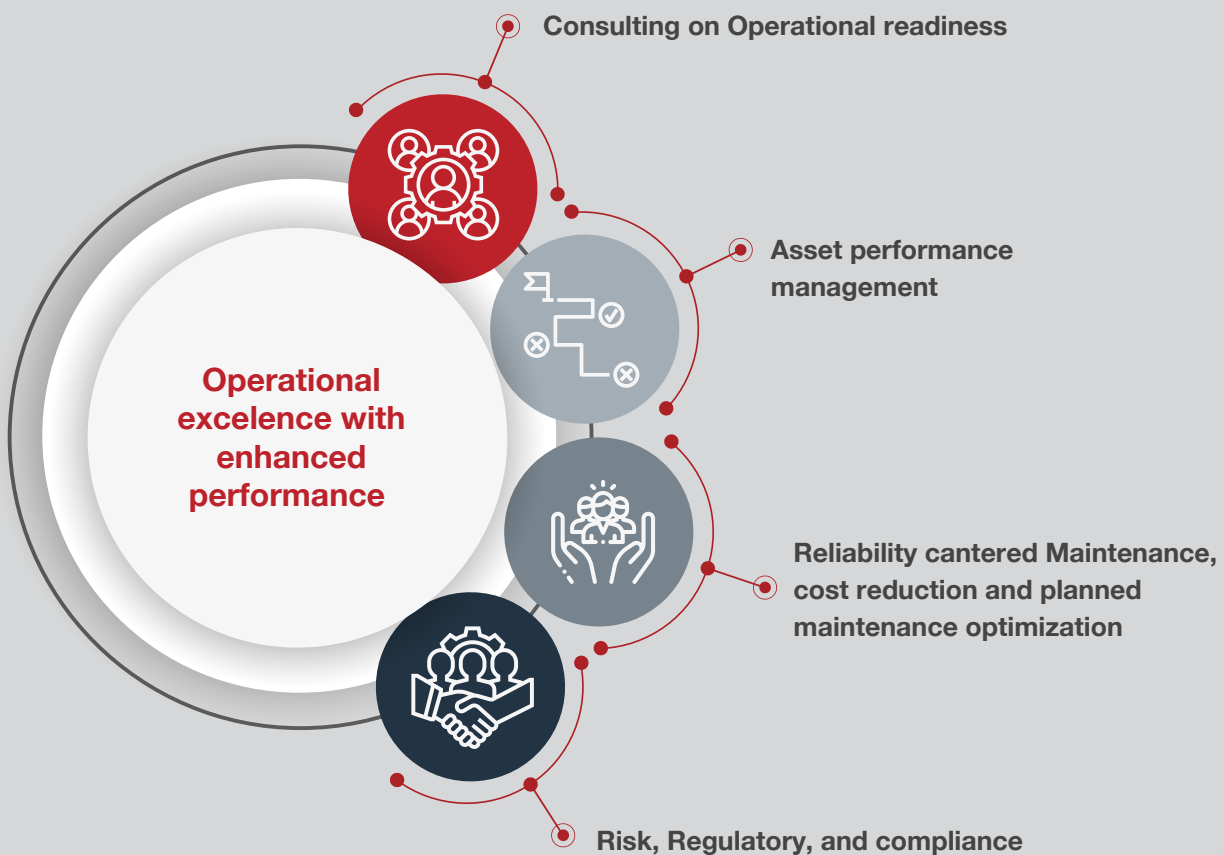 Consulting on Operational readiness
Asset performance
management
Operational
excelence with
enhanced
performance
Reliability cantered Maintenance,
cost reduction and planned
maintenance optimization
Risk, Regulatory, and compliance